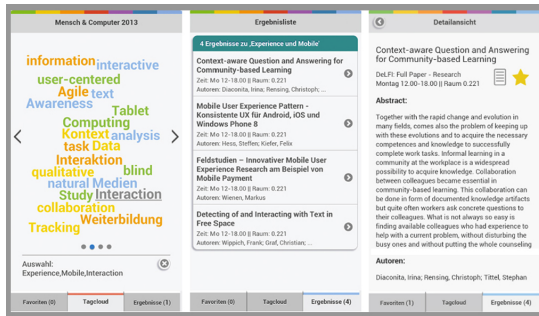 Mensch & Computer 2013
information interactive
user-centered
Agile text
Awareness
Tablet
Computing
Kontext analysis
task Data
Interaktion
qualitative blind
natural Medien
Study Interaction
collaboration
Weiterbildung
Tracking
Auswahl:
Experience,Mobile,Interaction
Favoriten (0) Tagcloud Ergebnisse (1)
Ergebnisliste
4 Ergebnisse zu ‚Experience und Mobile'
Context-aware Question and Answering for
Community-based Learning
Zeit: Mo 12-18.00 || Raum: 0.221
Autoren: Diaconita, Irina; Rensing, Christoph; ...
Mobile User Experience Pattern -
Konsistente UX für Android, iOS und
Windows Phone 8
Zeit: Mo 12-18.00 || Raum: 0.221
Autoren: Hess, Steffen; Kiefer, Felix
Feldstudien – Innovativer Mobile User
Experience Research am Beispiel von
Mobile Payment
Zeit: Mo 12-18.00 || Raum: 0.221
Autoren: Wienen, Markus
Detecting of and Interacting with Text in
Free Space
Zeit: Mo 12-18.00 || Raum: 0.221
Autoren: Wippich, Frank; Graf, Christian; ...
Favoriten (0) Tagcloud Ergebnisse (4)
Detailansicht
Context-aware Question and Answering
for Community-based Learning
DeLFI: Full Paper - Research
Montag 12.00-18.00 || Raum 0.221
Abstract:
Together with the rapid change and evolution in
many fields, comes also the problem of keeping up
with these evolutions and to acquire the necessary
competences and knowledge to successfully
complete work tasks. Informal learning in a
community at the workplace is a widespread
possibility to acquire knowledge. Collaboration
between colleagues became essential in
community-based learning. This collaboration can
be done in form of documented knowledge artifacts
but quite often workers ask concrete questions to
their colleagues. What is not always so easy is
finding available colleagues who had experience to
help with a current problem, without disturbing the
busy ones and without putting the whole counseling
Autoren:
Diaconita, Irina; Rensing, Christoph; Tittel, Stephan
Favoriten (1) Tagcloud Ergebnisse (4)